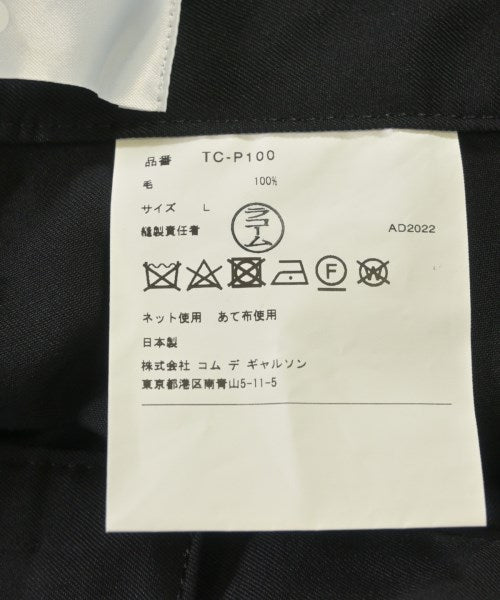 品番 TC-P100
毛 100%
サイズ L
縫製責任者 ラコーム AD2022
F W
ネット使用 あて布使用
日本製
株式会社 コム デ ギャルソン
東京都港区南青山5-11-5